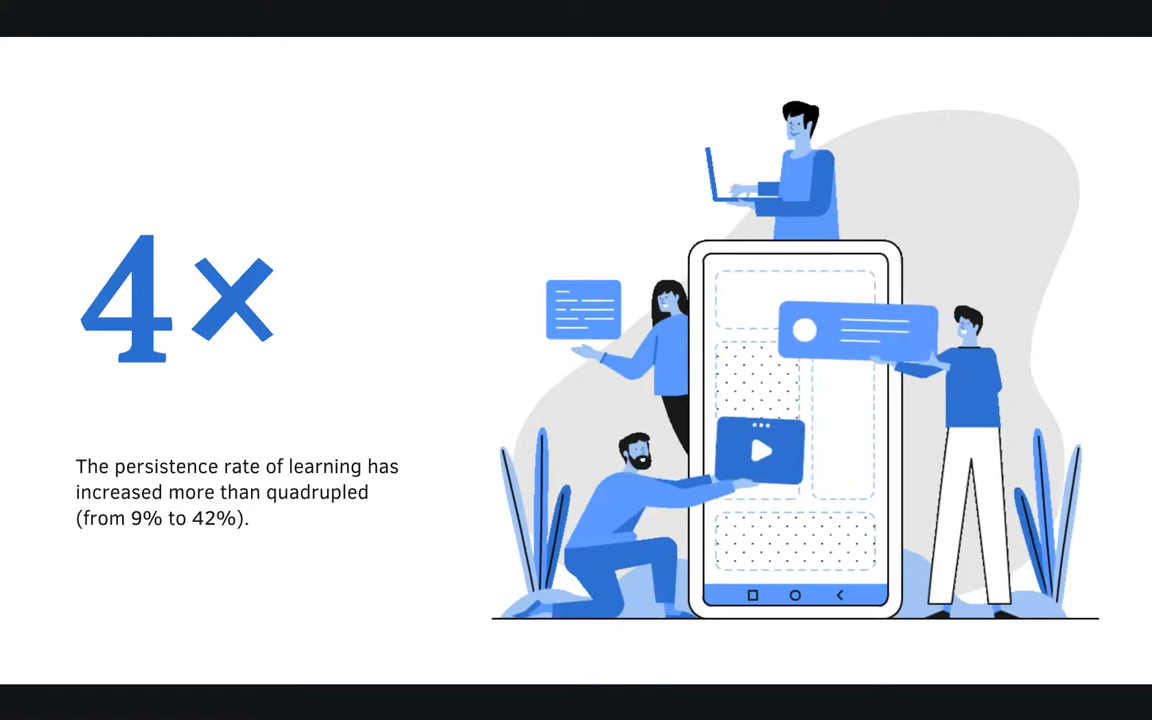 4×
The persistence rate of learning has
increased more than quadrupled
(from 9% to 42%).